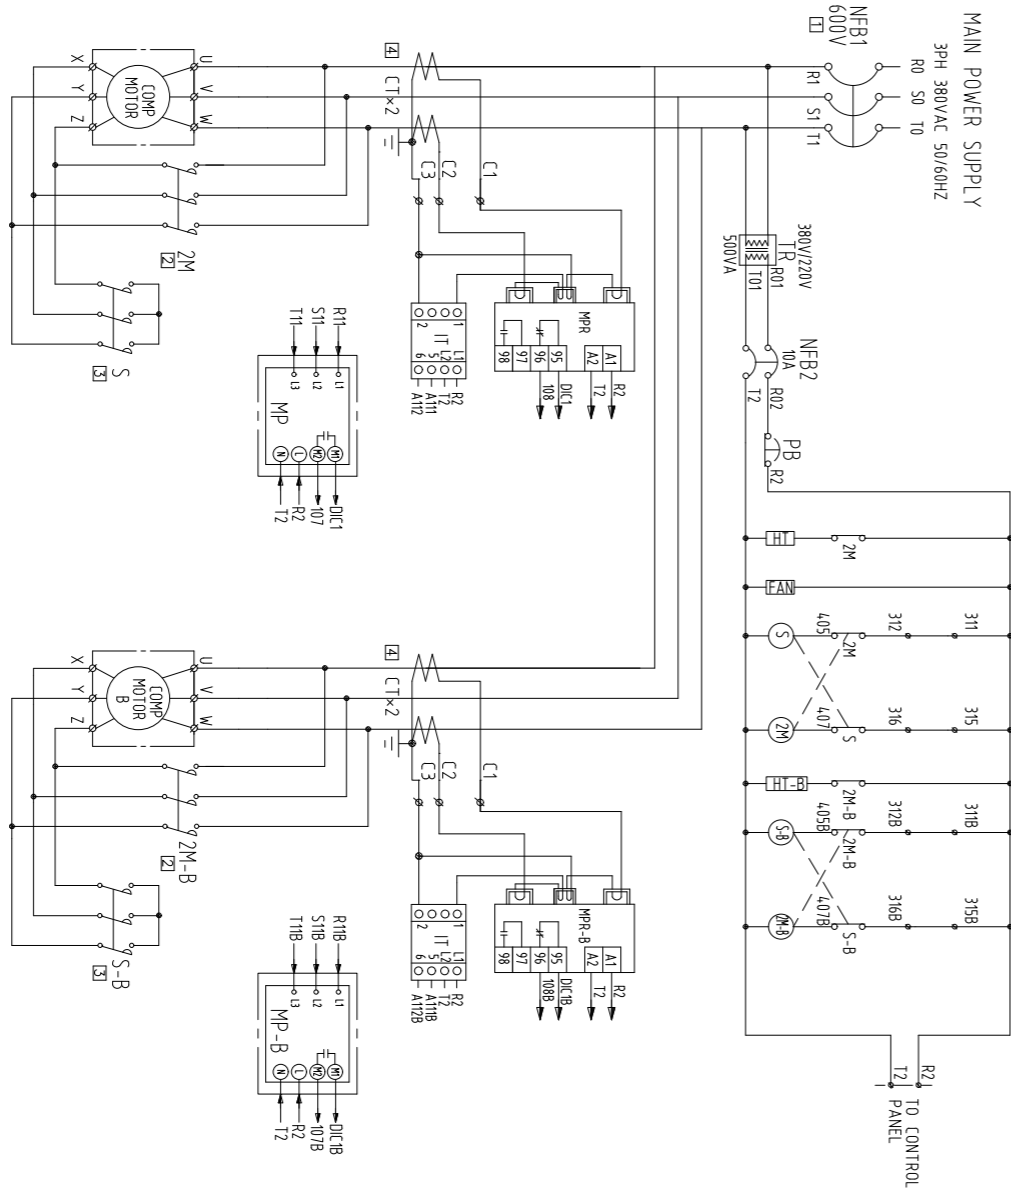 MAIN POWER SUPPLY
3PH 380VAC 50/60HZ
R0 S0 T0
NFB1
600V
1
R1 S1 T1
380V/220V
TR
500VA
R01
T01
NFB2
10A
R02
T2
PB
R2
HT
2M
FAN
S
405
2M
312
311
2M
407
S
316
315
HT-B
2M-B
S-B
405B
2M-B
312B
311B
2M-B
407B
S-B
316B
315B
R2
T2
TO CONTROL
PANEL
4
CT×2
C1
C2
C3
U
V
W
COMP
MOTOR
X
Y
Z
2M
2
S
3
MPR
98
97
96
95
A2
A1
108
DIC1
T2
R2
2
1
IT
6
5
L2
L1
A112
A111
T2
R2
R11
S11
T11
L1
L2
L3
MP
N
L
M2
M1
T2
R2
107
DIC1
4
CT×2
C1
C2
C3
U
V
W
COMP
MOTOR
B
X
Y
Z
2M-B
2
S-B
3
MPR-B
98
97
96
95
A2
A1
108B
DIC1B
T2
R2
2
1
IT
6
5
L2
L1
A112B
A111B
T2
R2
R11B
S11B
T11B
L1
L2
L3
MP-B
N
L
M2
M1
T2
R2
107B
DIC1B